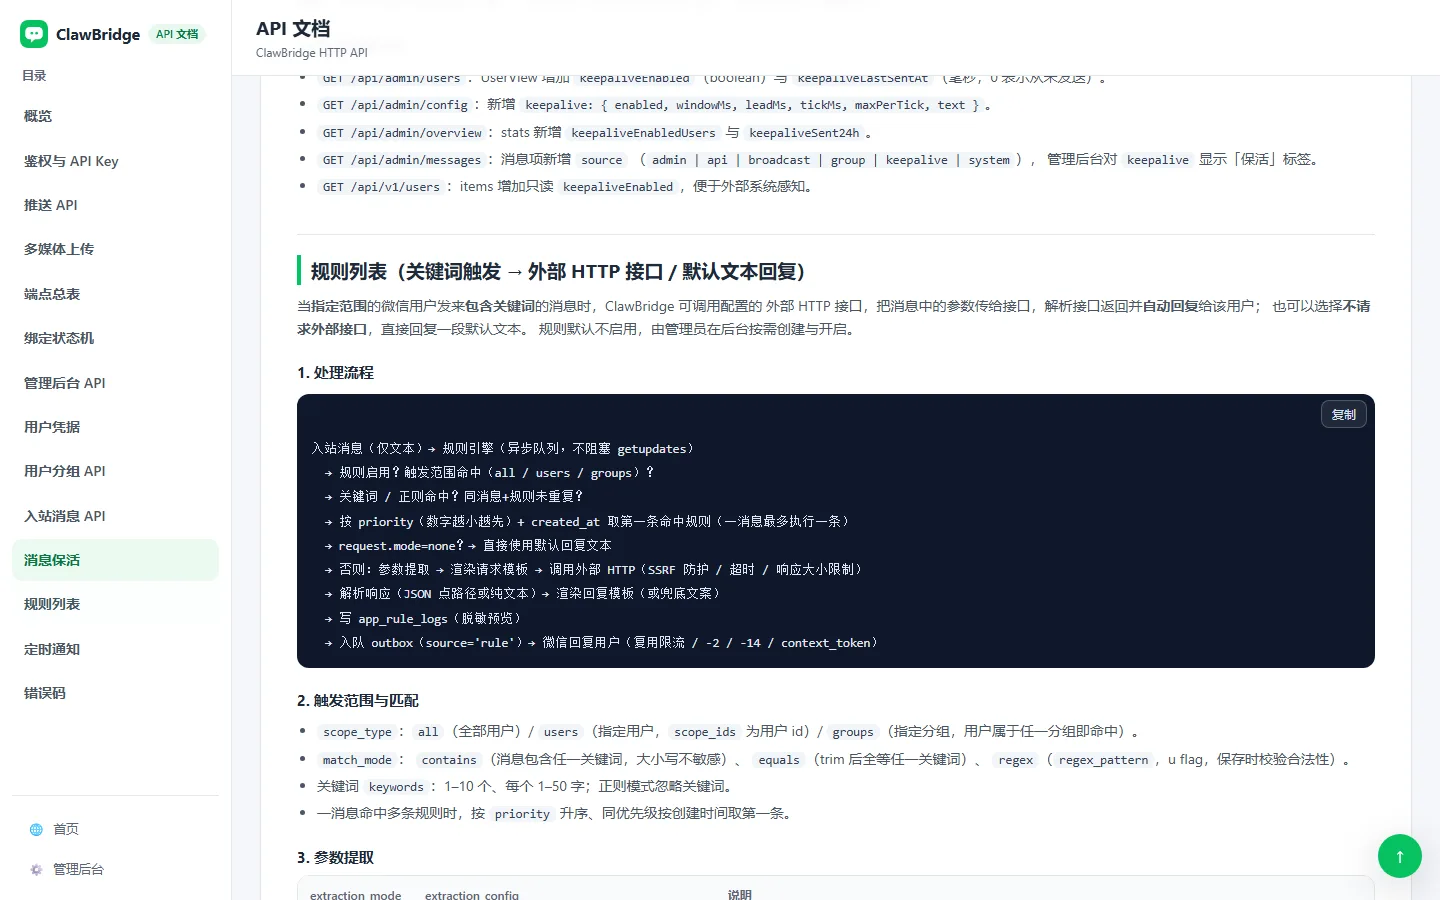 ClawBridge API 文档
目录
概览
鉴权与 API Key
推送 API
多媒体上传
端点总表
绑定状态机
管理后台 API
用户凭据
用户分组 API
入站消息 API
消息保活
规则列表
定时通知
错误码
首页
管理后台
API 文档
ClawBridge HTTP API
GET /api/admin/users : UserView 增加 keepaliveEnabled （boolean）与 keepaliveLastSentAt （毫秒，0 表示从未发送）。
GET /api/admin/config : 新增 keepalive: { enabled, windowMs, leadMs, tickMs, maxPerTick, text } 。
GET /api/admin/overview : stats 新增 keepaliveEnabledUsers 与 keepaliveSent24h 。
GET /api/admin/messages : 消息项新增 source （ admin | api | broadcast | group | keepalive | system ）， 管理后台对 keepalive 显示「保活」标签。
GET /api/v1/users : items 增加只读 keepaliveEnabled ，便于外部系统感知。
规则列表（关键词触发 → 外部 HTTP 接口 / 默认文本回复）
当指定范围的微信用户发来包含关键词的消息时，ClawBridge 可调用配置的 外部 HTTP 接口，把消息中的参数传给接口，解析接口返回并自动回复给该用户； 也可以选择不请
求外部接口，直接回复一段默认文本。 规则默认不启用，由管理员在后台按需创建与开启。
1. 处理流程
复制
入站消息（仅文本）→ 规则引擎（异步队列，不阻塞 getupdates）
→ 规则启用？触发范围命中（all / users / groups）？
→ 关键词 / 正则命中？同消息+规则未重复？
→ 按 priority（数字越小越先）+ created_at 取第一条命中规则（一消息最多执行一条）
→ request.mode=none？→ 直接使用默认回复文本
→ 否则：参数提取 → 渲染请求模板 → 调用外部 HTTP（SSRF 防护 / 超时 / 响应大小限制）
→ 解析响应（JSON 点路径或纯文本）→ 渲染回复模板（或兜底文案）
→ 写 app_rule_logs（脱敏预览）
→ 入队 outbox（source='rule'）→ 微信回复用户（复用限流 / -2 / -14 / context_token）
2. 触发范围与匹配
scope_type ： all （全部用户）/ users （指定用户， scope_ids 为用户 id）/ groups （指定分组，用户属于任一分组即命中）。
match_mode ： contains （消息包含任一关键词，大小写不敏感）、 equals （trim 后全等任一关键词）、 regex （ regex_pattern ，u flag，保存时校验合法性）。
关键词 keywords ：1–10 个、每个 1–50 字；正则模式忽略关键词。
一消息命中多条规则时，按 priority 升序、同优先级按创建时间取第一条。
3. 参数提取
extraction_mode extraction_config 说明
↑